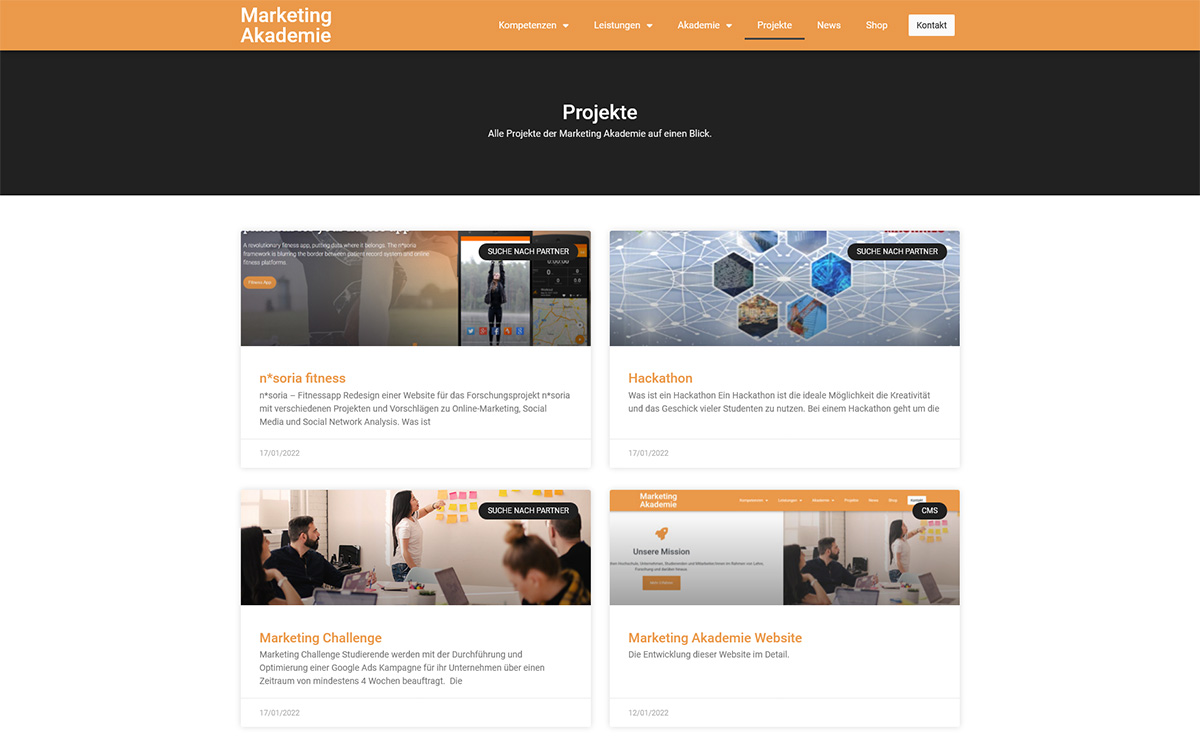 Marketing
Akademie
Kompetenzen
Leistungen
Akademie
Projekte
News
Shop
Kontakt
Projekte
Alle Projekte der Marketing Akademie auf einen Blick.
A revolutionary fitness app, putting data where it belongs. The n*soria
framework is blurring the border between patient record system and online
fitness platforms.
Fitness App
SUCHE NACH PARTNER
n*soria fitness
n*soria – Fitnessapp Redesign einer Website für das Forschungsprojekt n*soria
mit verschiedenen Projekten und Vorschlägen zu Online-Marketing, Social
Media und Social Network Analysis. Was ist
17/01/2022
SUCHE NACH PARTNER
Hackathon
Was ist ein Hackathon Ein Hackathon ist die ideale Möglichkeit die Kreativität
und das Geschick vieler Studenten zu nutzen. Bei einem Hackathon geht um die
17/01/2022
SUCHE NACH PARTNER
Marketing Challenge
Marketing Challenge Studierende werden mit der Durchführung und
Optimierung einer Google Ads Kampagne für ihr Unternehmen über einen
Zeitraum von mindestens 4 Wochen beauftragt.  Die
17/01/2022
Marketing
Akademie
Kompetenzen
Leistungen
Akademie
Projekte
News
Shop
Kontakt
CMS
Unsere Mission
Marketing Akademie Website
Die Entwicklung dieser Website im Detail.
12/01/2022